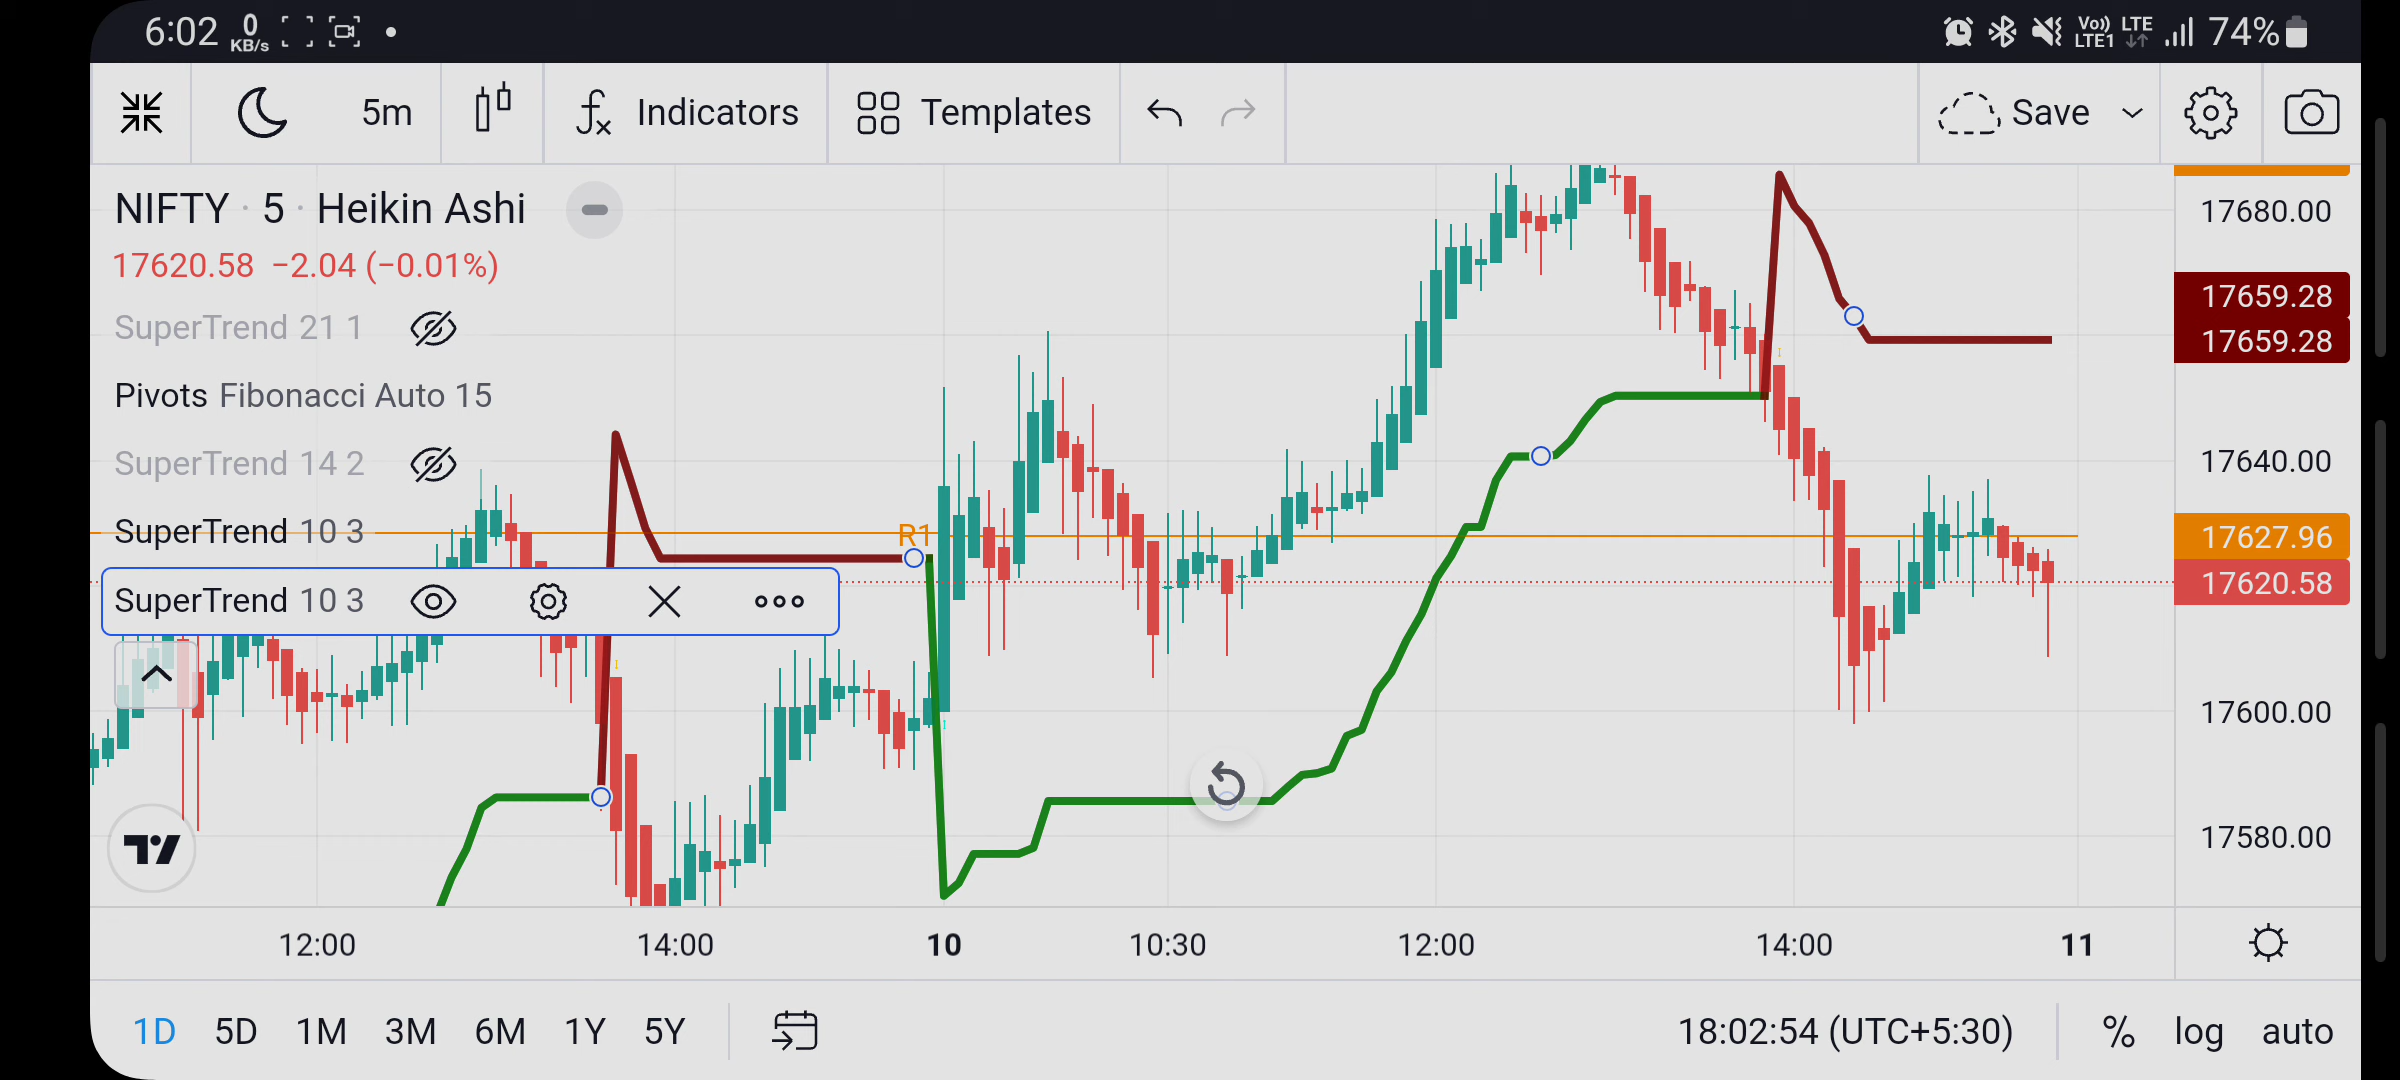 6:02 0 KB/s Vo)) LTE1 LTE 74%
5m Indicators Templates Save
NIFTY · 5 · Heikin Ashi
17620.58 −2.04 (−0.01%)
SuperTrend 21 1
Pivots Fibonacci Auto 15
SuperTrend 14 2
SuperTrend 10 3
SuperTrend 10 3
R1
17680.00
17659.28
17659.28
17640.00
17627.96
17620.58
17600.00
17580.00
12:00 14:00 10 10:30 12:00 14:00 11
1D 5D 1M 3M 6M 1Y 5Y 18:02:54 (UTC+5:30) % log auto